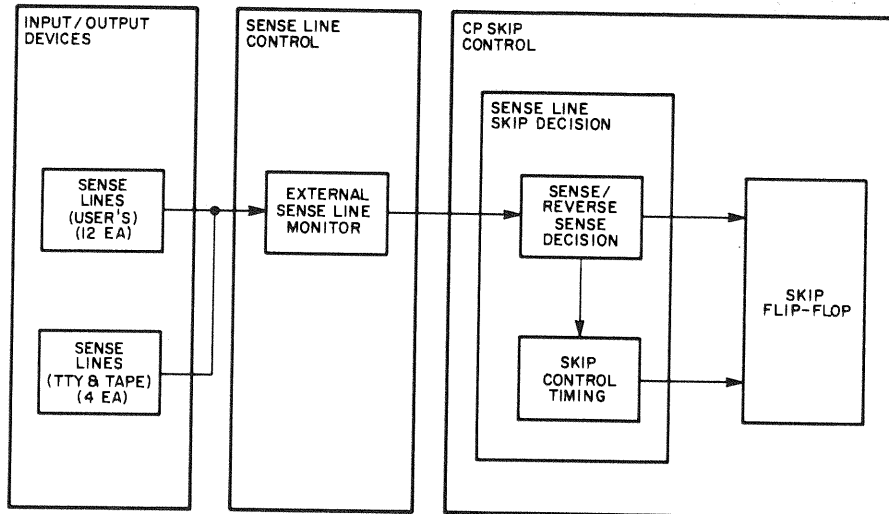 INPUT/OUTPUT
DEVICES
SENSE LINES
(USER'S)
(12 EA)
SENSE
LINES
(TTY & TAPE)
(4 EA)
SENSE LINE
CONTROL
EXTERNAL
SENSE LINE
MONITOR
CP SKIP
CONTROL
SENSE LINE
SKIP DECISION
SENSE/
REVERSE
SENSE
DECISION
SKIP
CONTROL
TIMING
SKIP
FLIP-FLOP